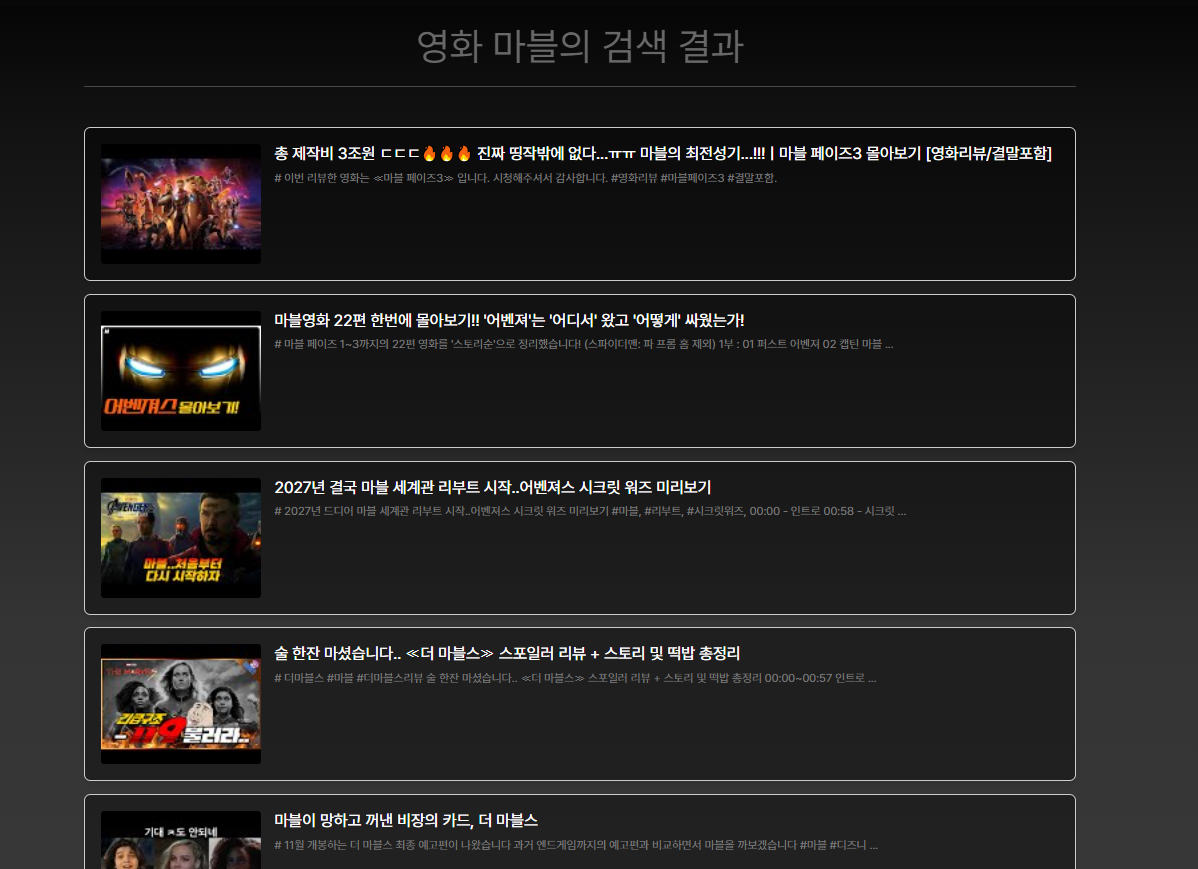 영화 마블의 검색 결과
총 제작비 3조원 ㄷㄷㄷ🔥🔥🔥 진짜 띵작밖에 없다...ㅠㅠ 마블의 최전성기...!!! | 마블 페이즈3 몰아보기 [영화리뷰/결말포함]
# 이번 리뷰한 영화는 ≪마블 페이즈3≫ 입니다. 시청해주셔서 감사합니다. #영화리뷰 #마블페이즈3 #결말포함.
마블영화 22편 한번에 몰아보기!! '어벤져'는 '어디서' 왔고 '어떻게' 싸웠는가!
# 마블 페이즈 1~3까지의 22편 영화를 '스토리순'으로 정리했습니다! (스파이더맨: 파 프롬 홈 제외) 1부 : 01 퍼스트 어벤져 02 캡틴 마블 ...
어벤져스 몰아보기!
2027년 결국 마블 세계관 리부트 시작..어벤져스 시크릿 워즈 미리보기
# 2027년 드디어 마블 세계관 리부트 시작..어벤져스 시크릿 워즈 미리보기 #마블, #리부트, #시크릿워즈, 00:00 - 인트로 00:58 - 시크릿 ...
AVENGERS
마블..처음부터
다시 시작하자
술 한잔 마셨습니다.. ≪더 마블스≫ 스포일러 리뷰 + 스토리 및 떡밥 총정리
# 더마블스 #마블 #더마블스리뷰 술 한잔 마셨습니다.. ≪더 마블스≫ 스포일러 리뷰 + 스토리 및 떡밥 총정리 00:00~00:57 인트로 ...
THE MARVELS
긴급구조
119 불러라..
마블이 망하고 꺼낸 비장의 카드, 더 마블스
# 11월 개봉하는 더 마블스 최종 예고편이 나왔습니다 과거 엔드게임까지의 예고편과 비교하면서 마블을 까보겠습니다 #마블 #디즈니 ...
기대 ㅈ도 안되네